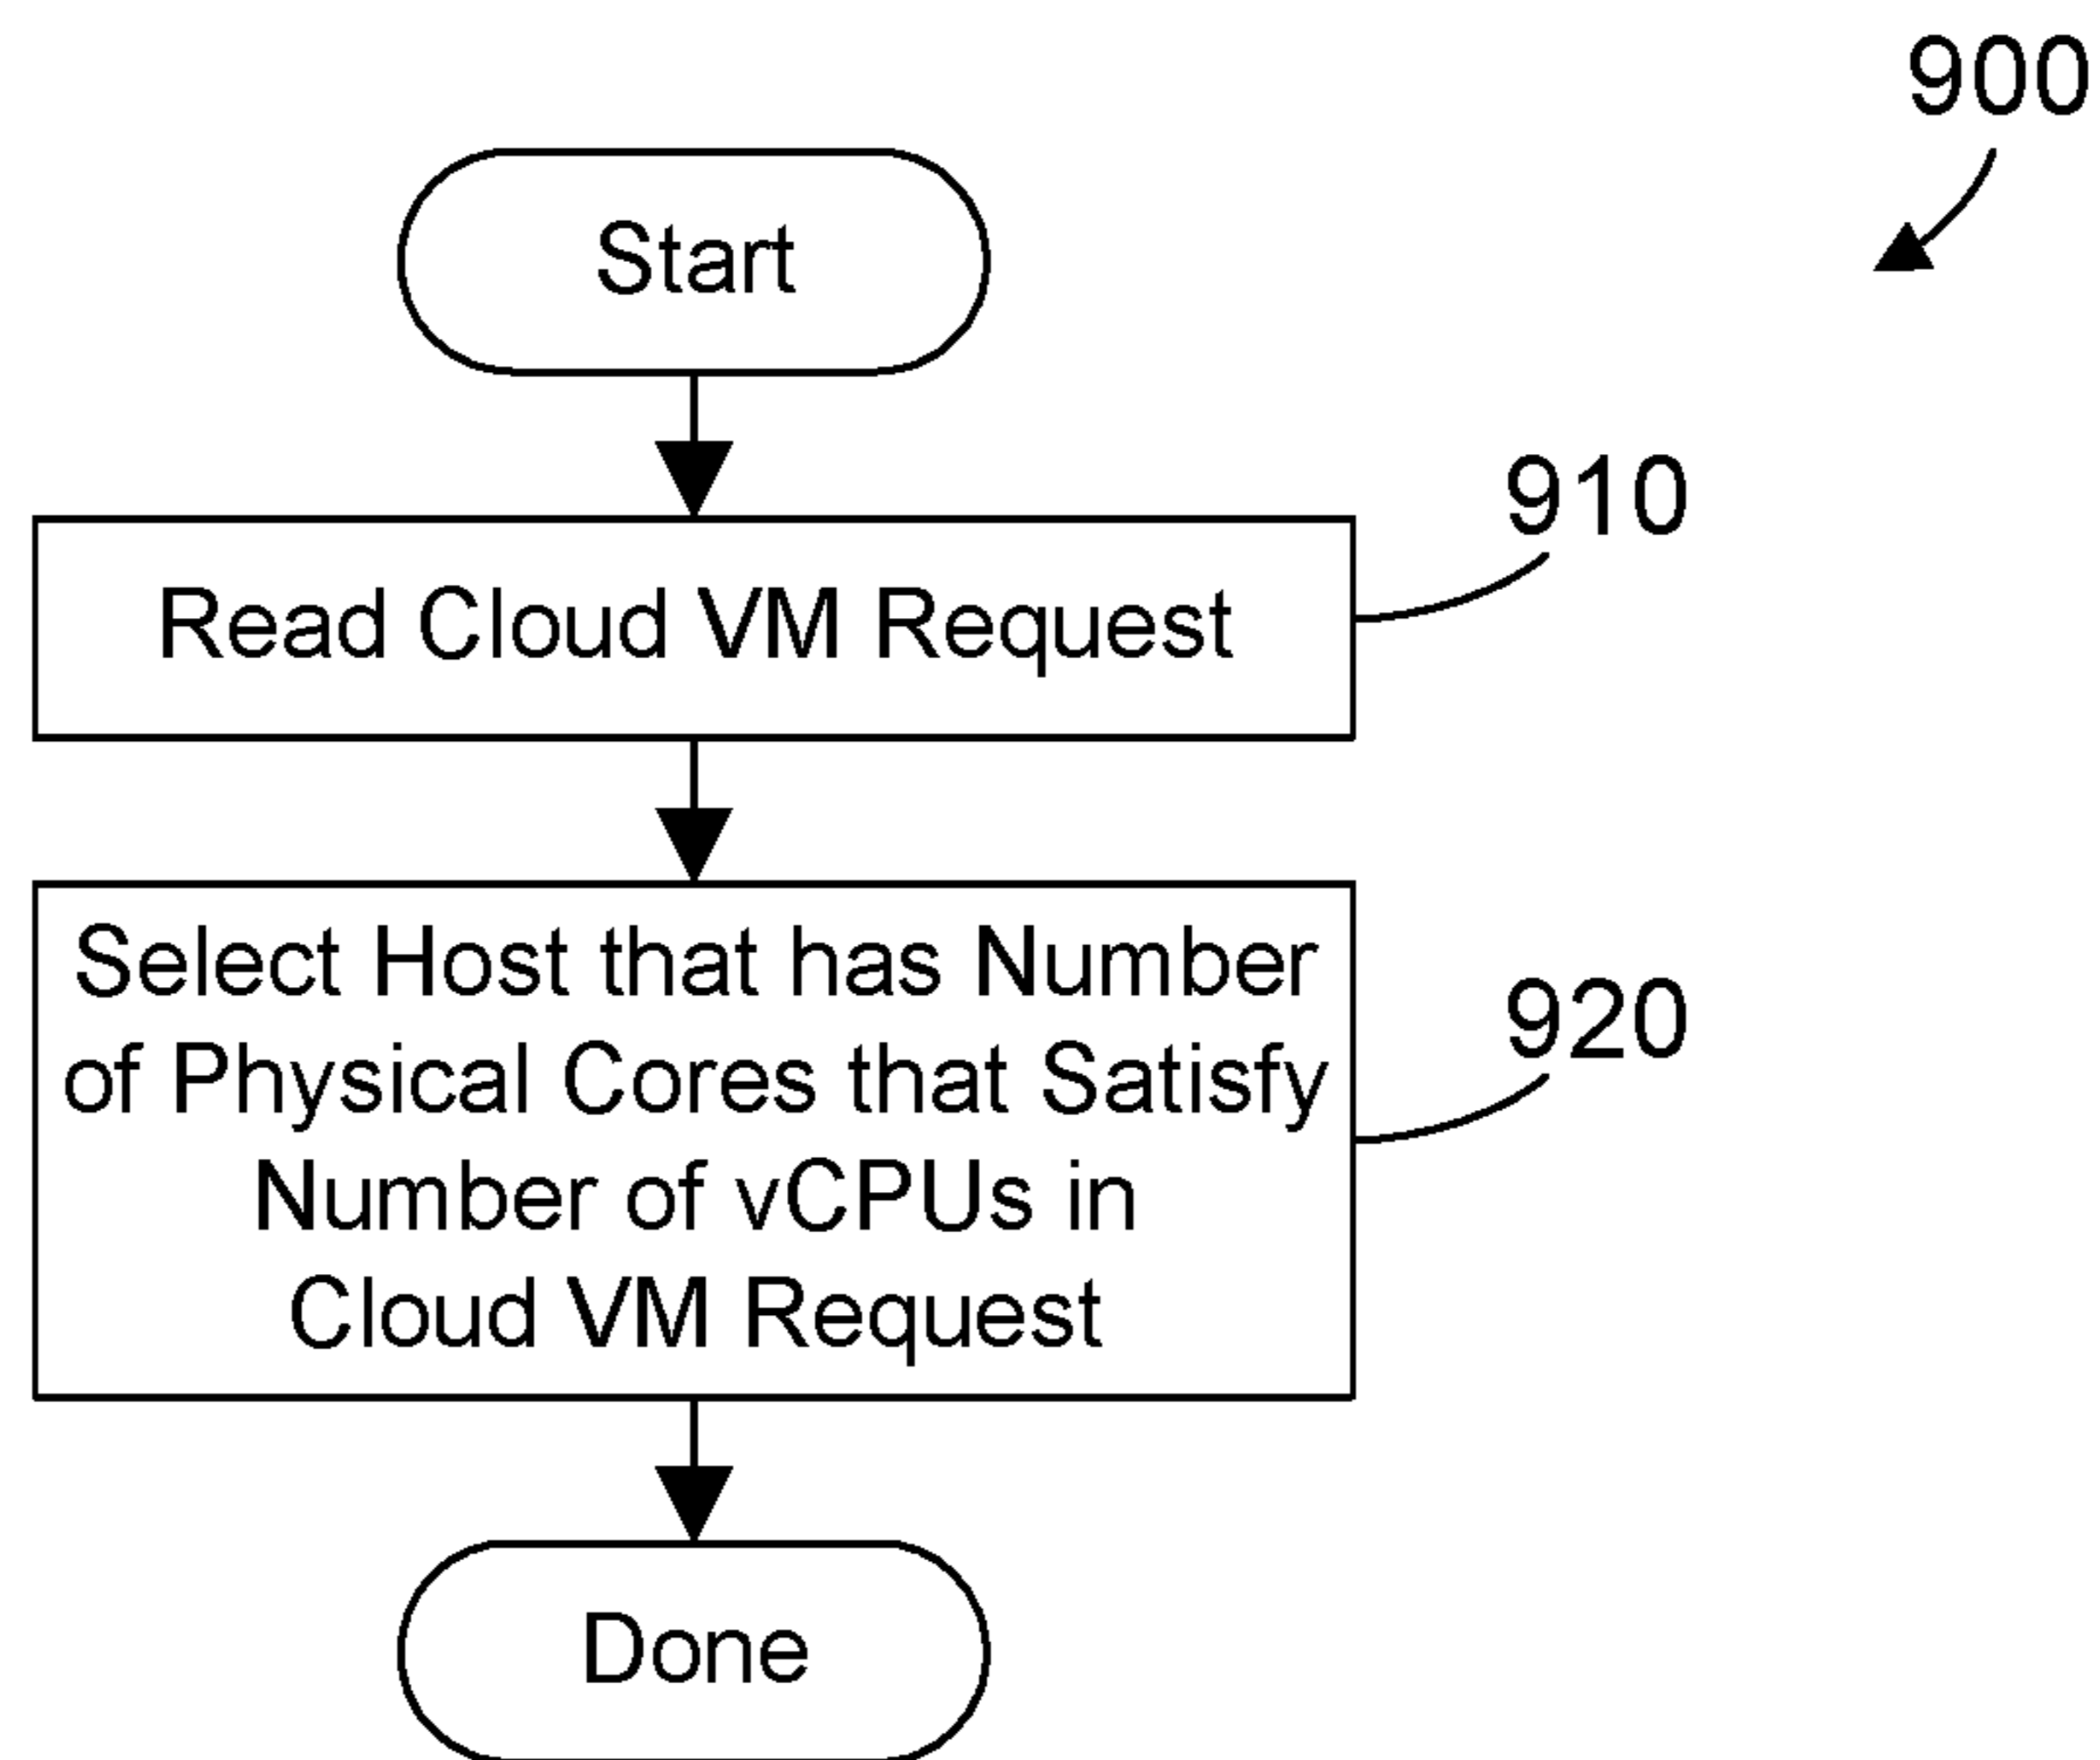 900
Start
910
Read Cloud VM Request
Select Host that has Number
920
of Physical Cores that Satisfy
Number of vCPUs in
Cloud VM Request
Done